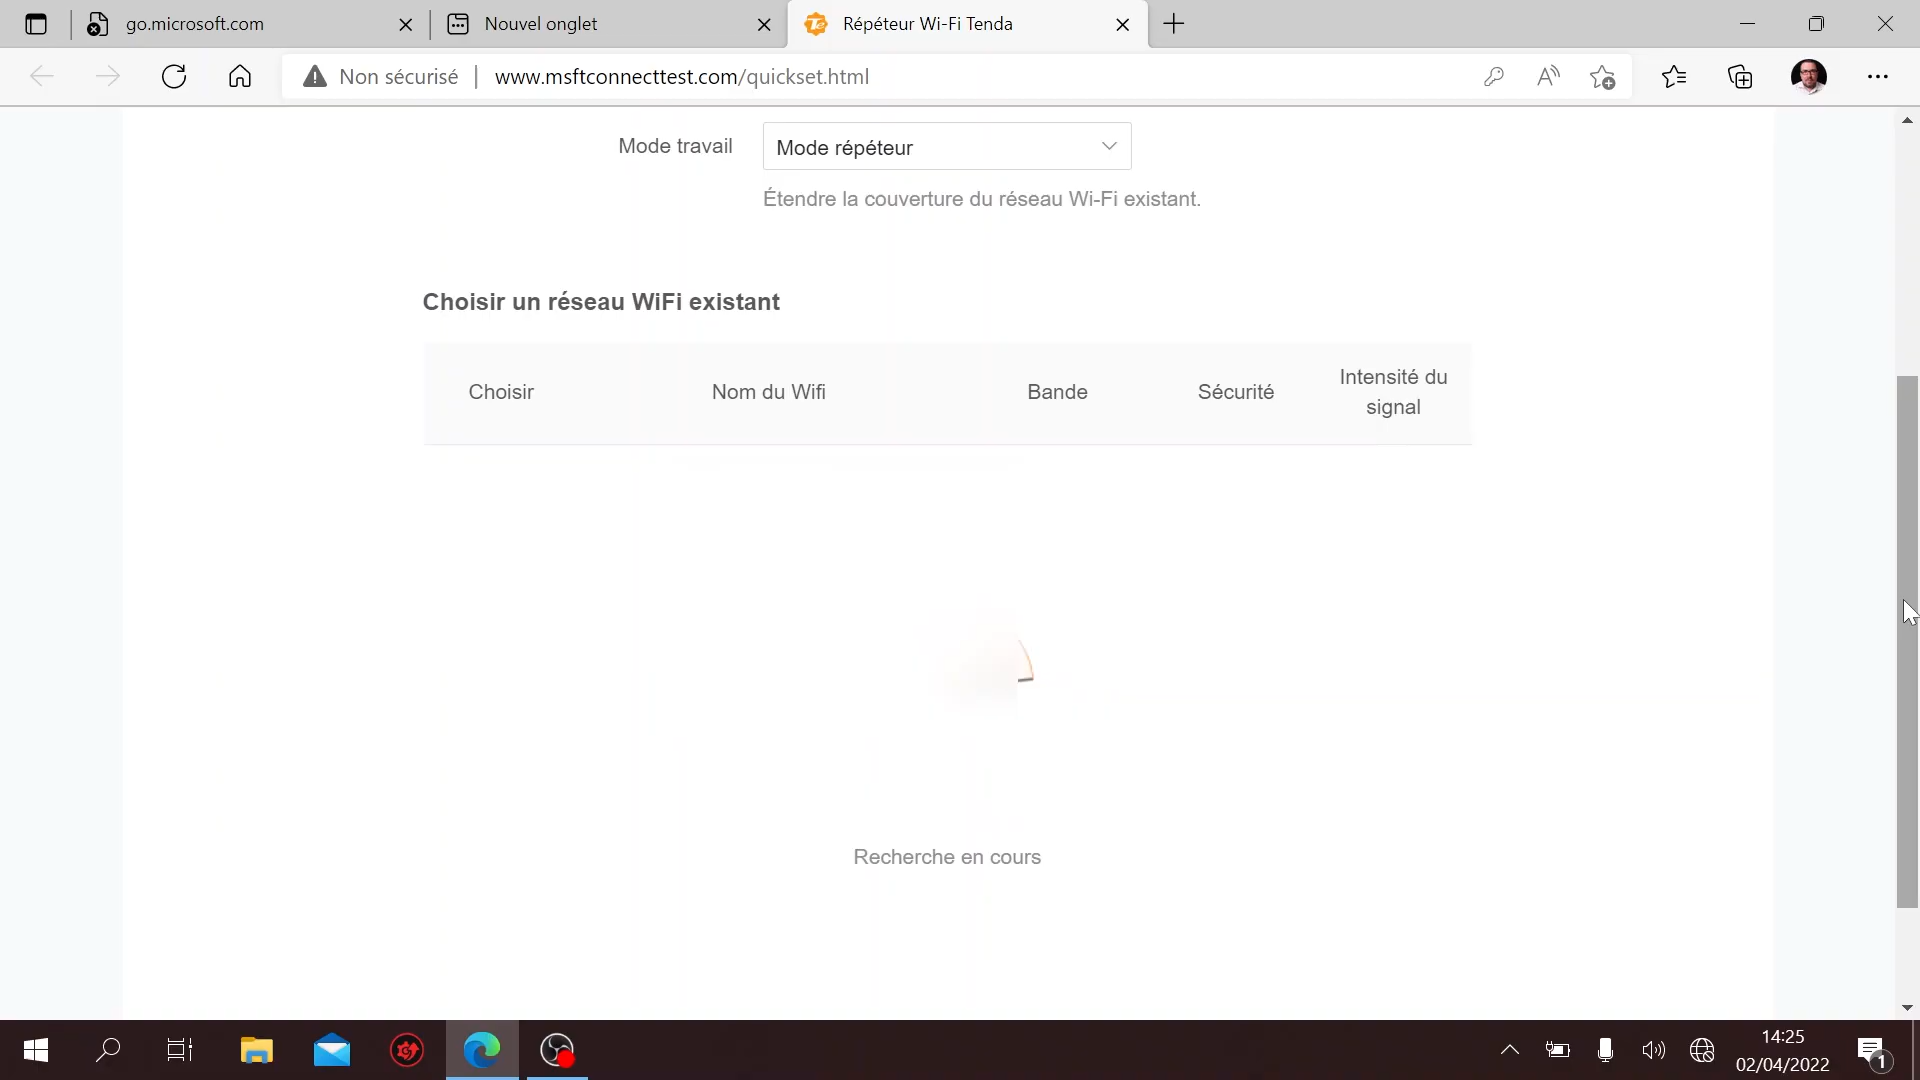 go.microsoft.com
Nouvel onglet
Répéteur Wi-Fi Tenda
Non sécurisé
www.msftconnecttest.com/quickset.html
Mode travail
Mode répéteur
Étendre la couverture du réseau Wi-Fi existant.
Choisir un réseau WiFi existant
Choisir
Nom du Wifi
Bande
Sécurité
Intensité du
signal
Recherche en cours
14:25
02/04/2022
1